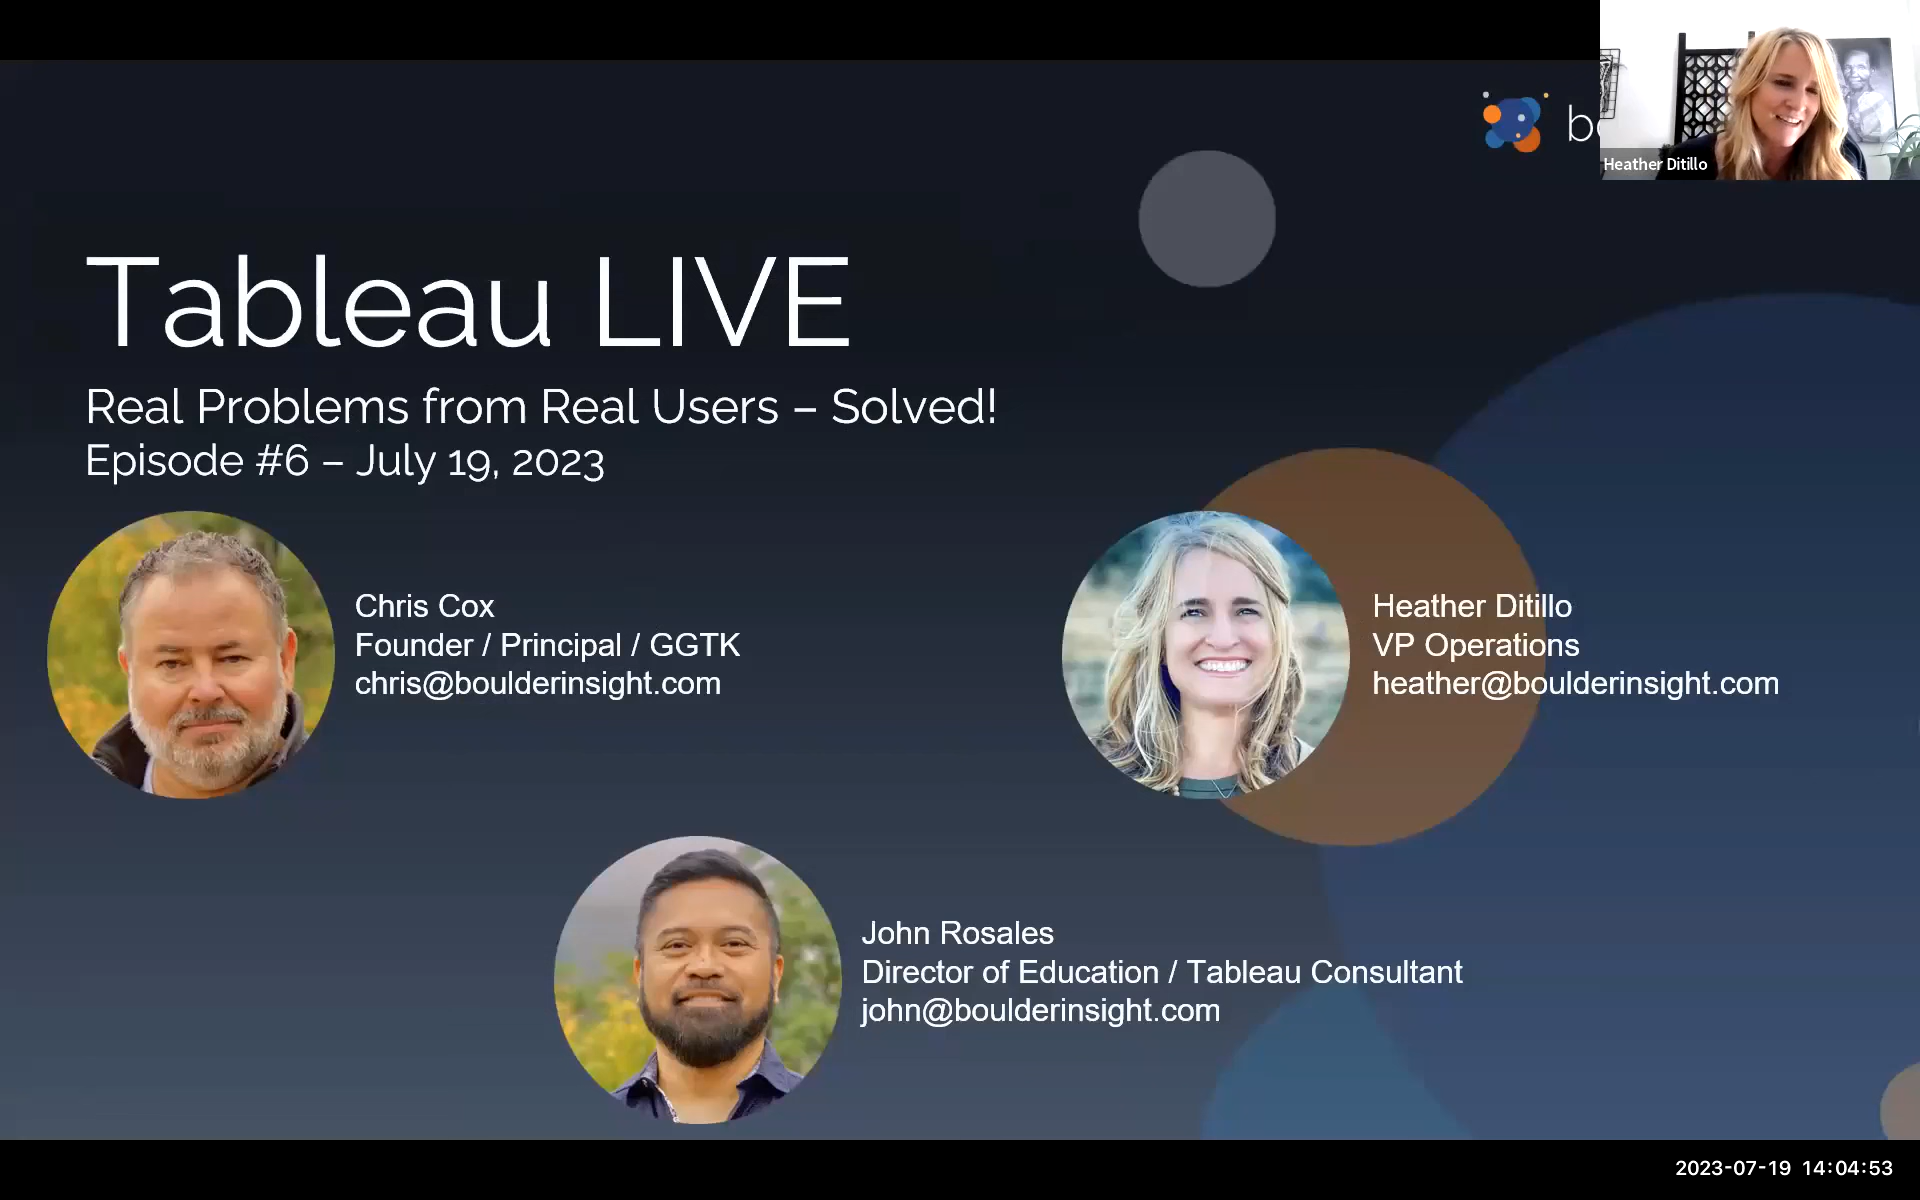 Heather Ditillo
Tableau LIVE
Real Problems from Real Users – Solved!
Episode #6 – July 19, 2023
Chris Cox
Founder / Principal / GGTK
chris@boulderinsight.com
Heather Ditillo
VP Operations
heather@boulderinsight.com
John Rosales
Director of Education / Tableau Consultant
john@boulderinsight.com
2023-07-19 14:04:53